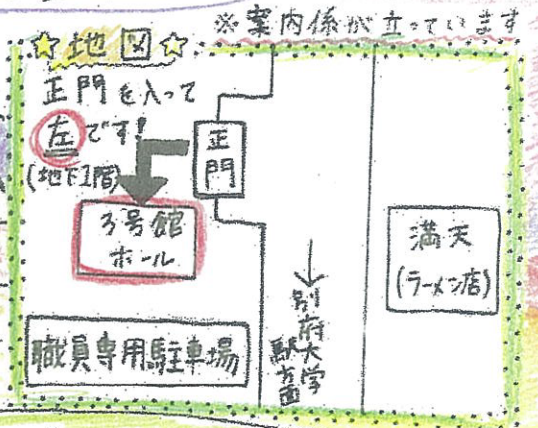 ※案内係が立っています
☆地図☆
正門を入って
左です!
(地下1階)
正門
3号館
ホール
満天
(ラーメン店)
別府大学
駅方面
職員専用駐車場